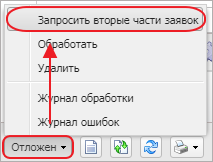 Запросить вторые части заявок
Обработать
Удалить
Журнал обработки
Журнал ошибок
Отложен